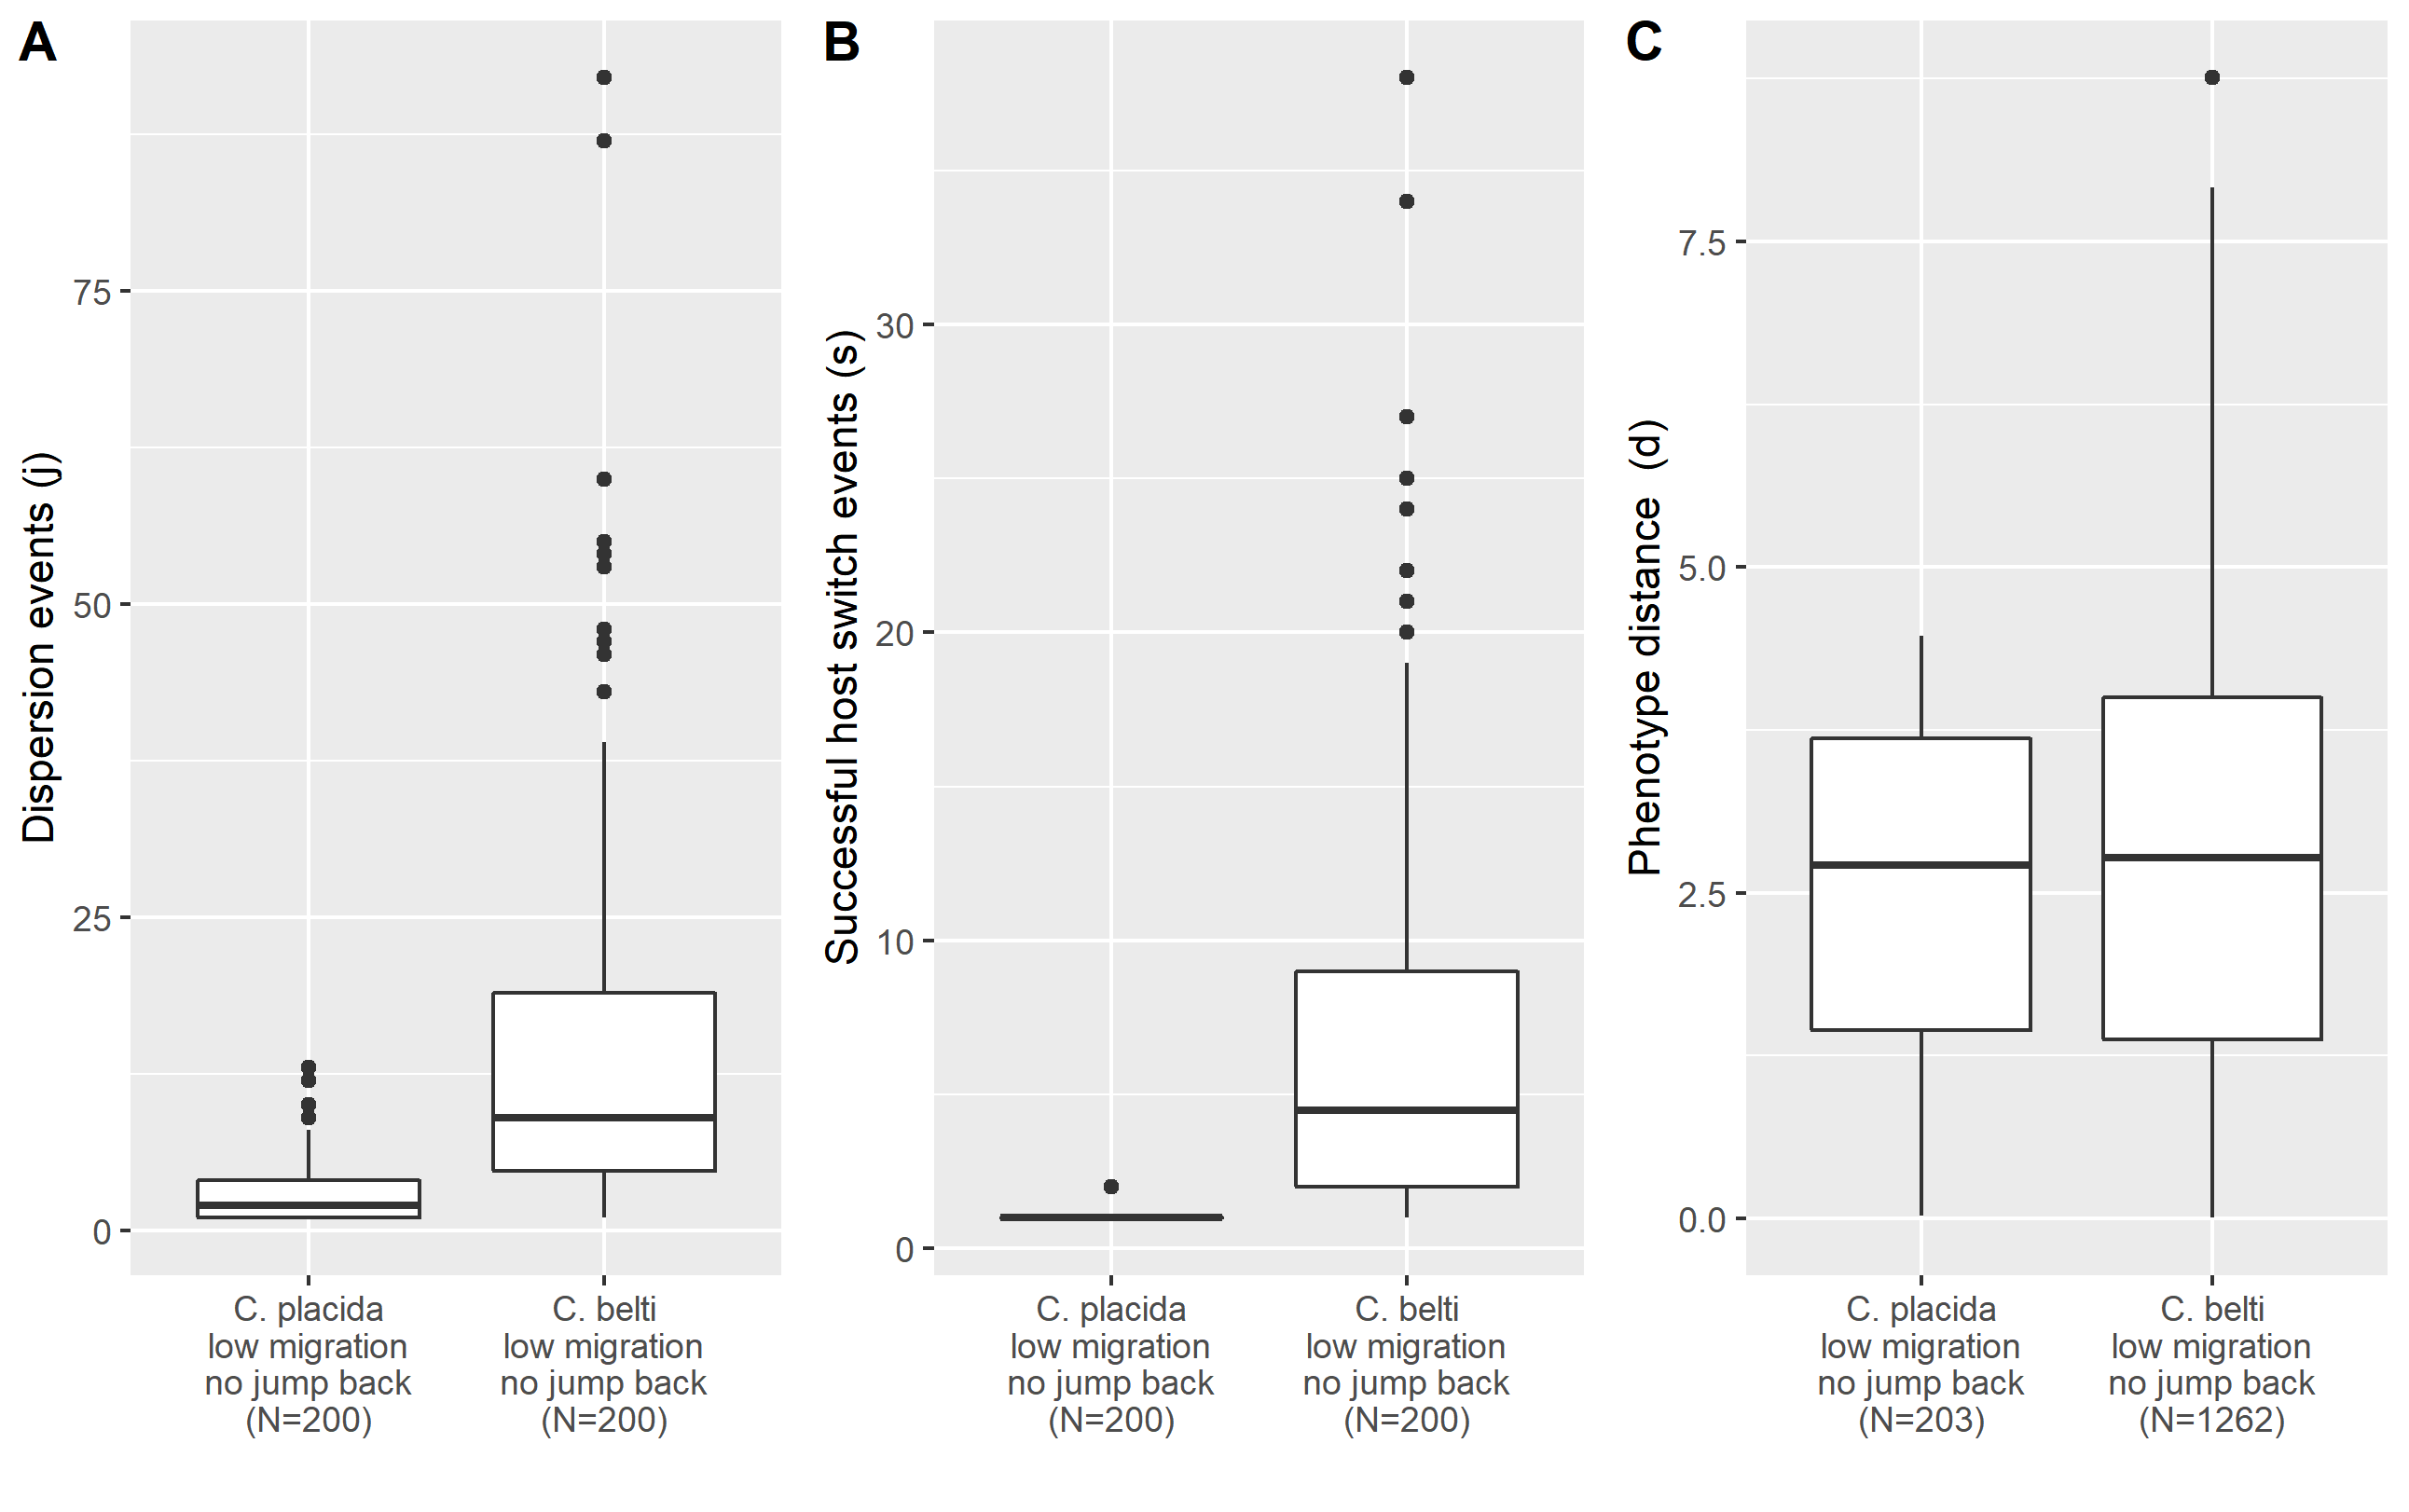 A
Dispersion events (j)
75
50
25
0
C. placida
low migration
no jump back
(N=200)
C. belti
low migration
no jump back
(N=200)
B
Successful host switch events (s)
30
20
10
0
C. placida
low migration
no jump back
(N=200)
C. belti
low migration
no jump back
(N=200)
C
Phenotype distance (d)
7.5
5.0
2.5
0.0
C. placida
low migration
no jump back
(N=203)
C. belti
low migration
no jump back
(N=1262)